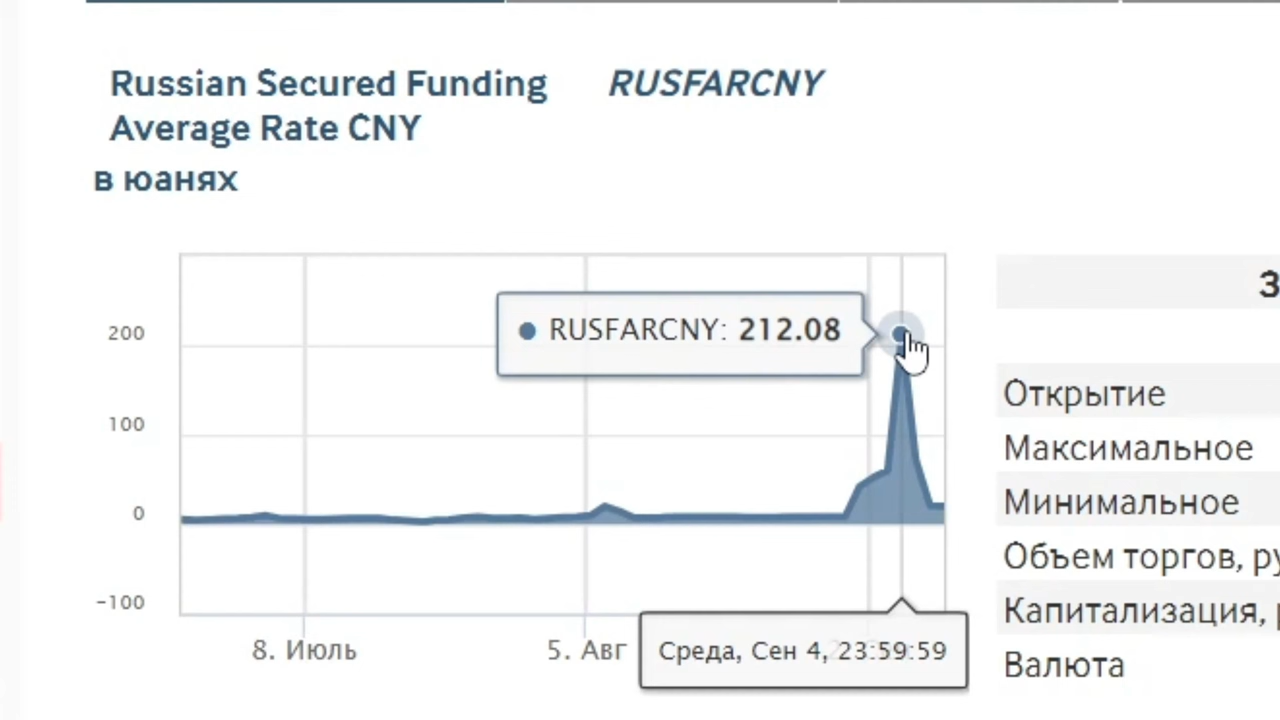 Russian Secured Funding RUSFARCNY
Average Rate CNY
в юанях
RUSFARCNY: 212.08
200
100
0
-100
8. Июль 5. Авг
Среда, Сен 4, 23:59:59
Открытие
Максимальное
Минимальное
Объем торгов,
Капитализация,
Валюта